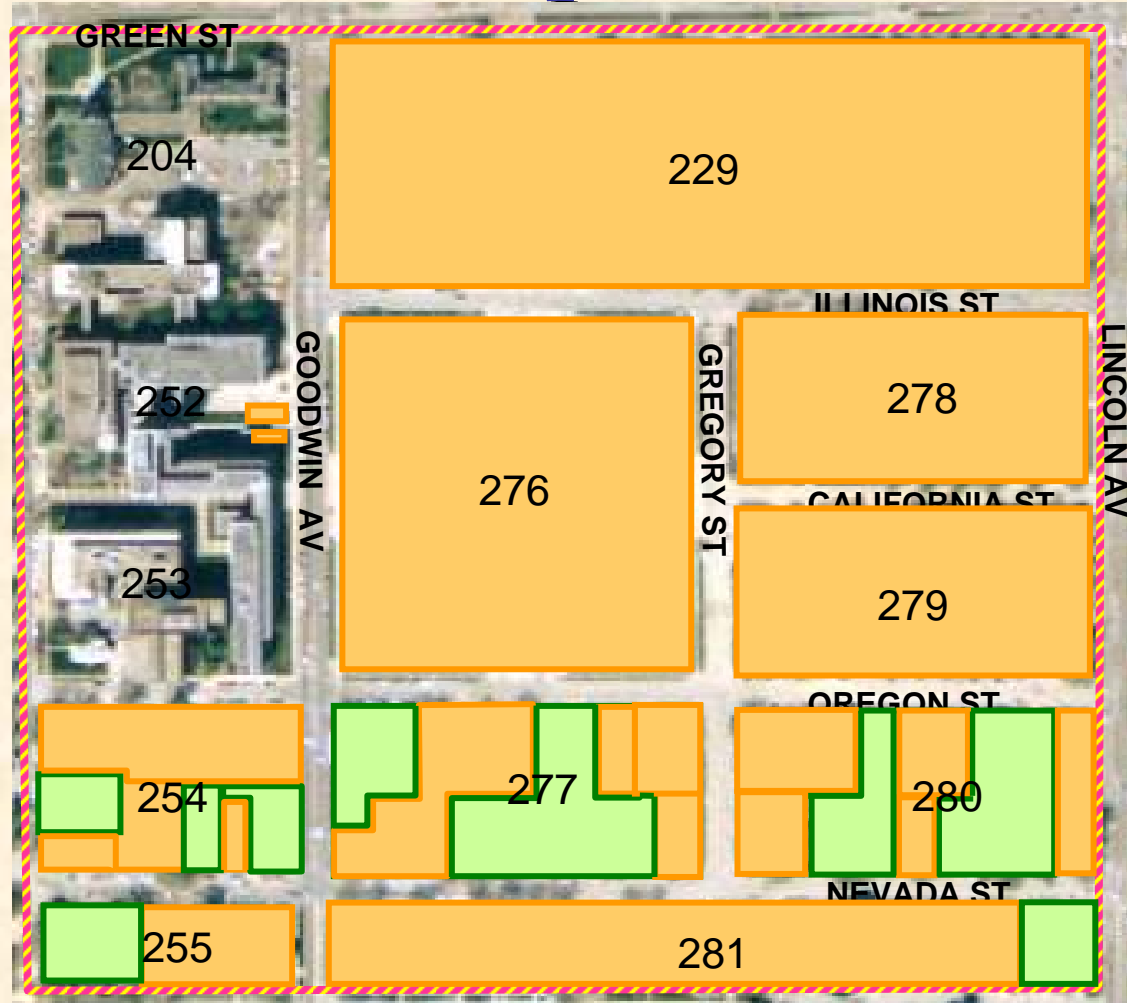 GREEN ST
204
229
ILLINOIS ST
252
GOODWIN AV
276
GREGORY ST
278
LINCOLN AV
CALIFORNIA ST
253
279
OREGON ST
254
277
280
NEVADA ST
255
281